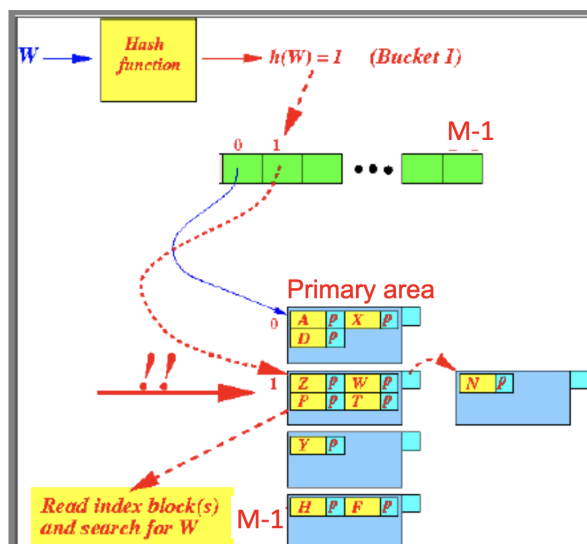 Hash
function
W
h(W) = 1 (Bucket 1)
M-1
0 1
Primary area
0
A p X p
D p
!!
1
Z p W p
P p T p
N p
Y p
Read index block(s)
and search for W
M-1
H p F p